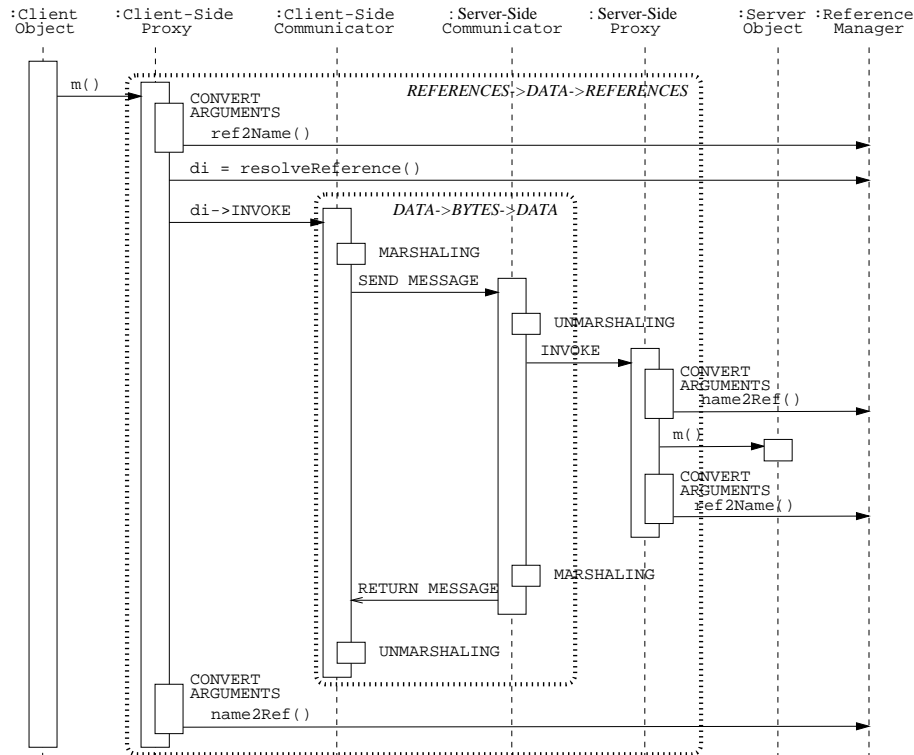 :Client :Client-Side :Client-Side : Server-Side : Server-Side :Server :Reference
Object Proxy Communicator Communicator Proxy Object Manager
m()
REFERENCES->DATA->REFERENCES
CONVERT
ARGUMENTS
ref2Name()
di = resolveReference()
di->INVOKE
DATA->BYTES->DATA
MARSHALING
SEND MESSAGE
UNMARSHALING
INVOKE
CONVERT
ARGUMENTS
name2Ref()
m()
CONVERT
ARGUMENTS
ref2Name()
MARSHALING
RETURN MESSAGE
UNMARSHALING
CONVERT
ARGUMENTS
name2Ref()